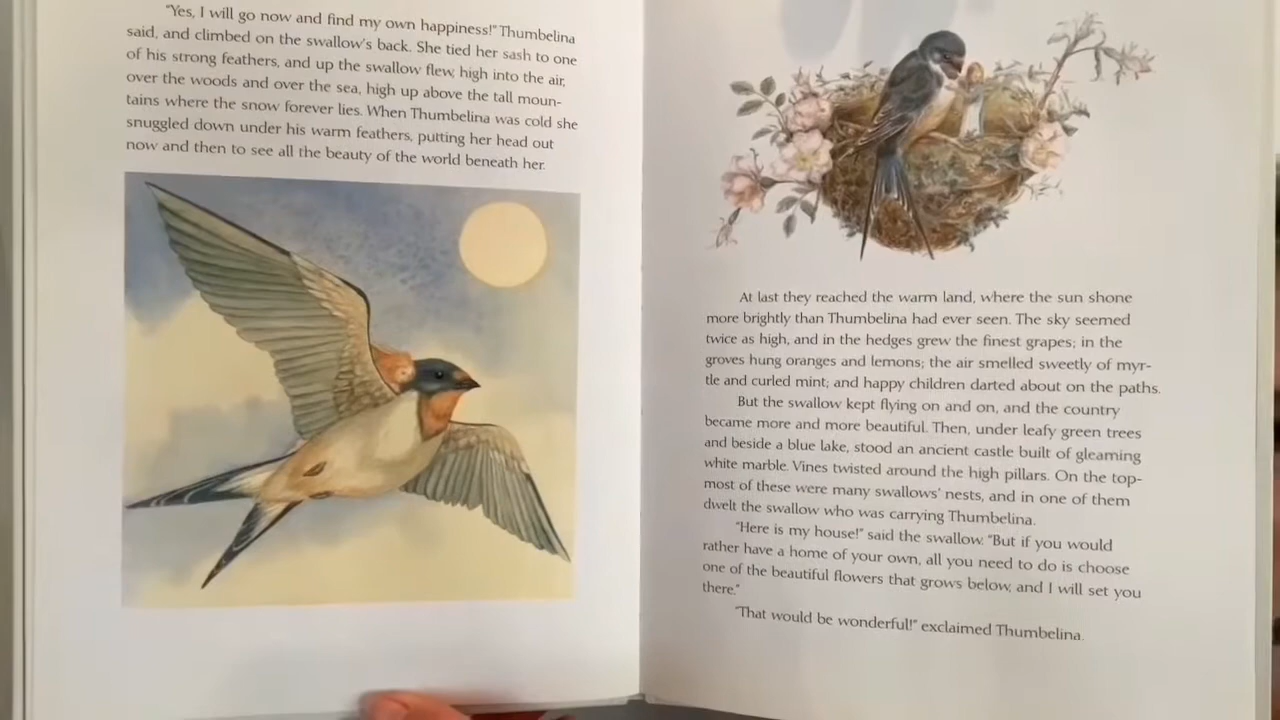 "Yes, I will go now and find my own happiness!" Thumbelina
said, and climbed on the swallow's back. She tied her sash to one
of his strong feathers, and up the swallow flew, high into the air,
over the woods and over the sea, high up above the tall moun-
tains where the snow forever lies. When Thumbelina was cold she
snuggled down under his warm feathers, putting her head out
now and then to see all the beauty of the world beneath her.
At last they reached the warm land, where the sun shone
more brightly than Thumbelina had ever seen. The sky seemed
twice as high, and in the hedges grew the finest grapes; in the
groves hung oranges and lemons; the air smelled sweetly of myr-
tle and curled mint; and happy children darted about on the paths.
But the swallow kept flying on and on, and the country
became more and more beautiful. Then, under leafy green trees
and beside a blue lake, stood an ancient castle built of gleaming
white marble. Vines twisted around the high pillars. On the top-
most of these were many swallows' nests, and in one of them
dwelt the swallow who was carrying Thumbelina.
"Here is my house!" said the swallow. "But if you would
rather have a home of your own, all you need to do is choose
one of the beautiful flowers that grows below, and I will set you
there."
"That would be wonderful!" exclaimed Thumbelina.